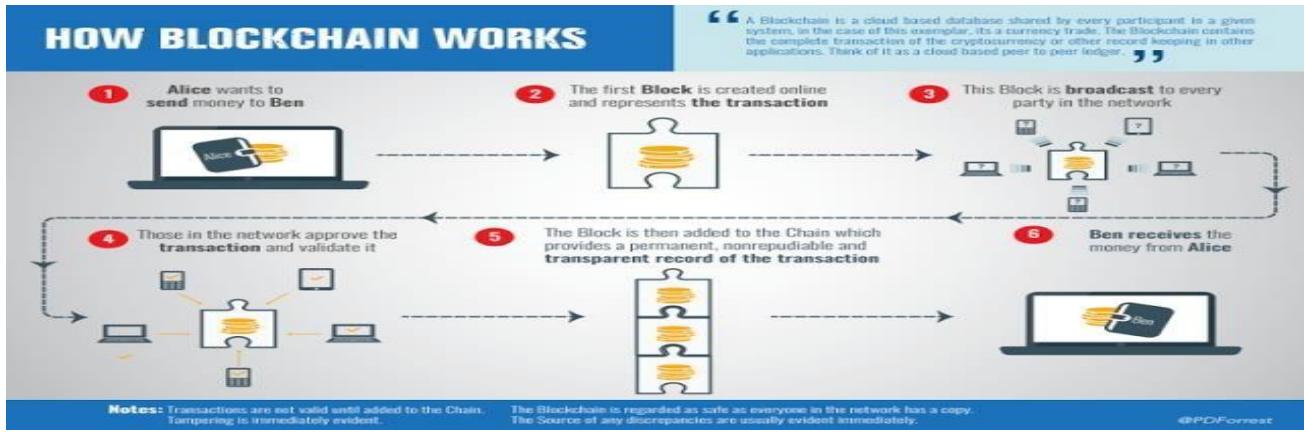 HOW BLOCKCHAIN WORKS
“ A Blockchain is a cloud based database shared by every participant in a given
system, in the case of this exemplar, its a currency trade. The Blockchain contains
the complete transaction of the cryptocurrency or other record keeping in other
applications. Think of it as a cloud based peer to peer ledger. ”
1 Alice wants to
send money to Ben
Alice
2 The first Block is created online
and represents the transaction
3 This Block is broadcast to every
party in the network
?
?
?
?
?
4 Those in the network approve the
transaction and validate it
5 The Block is then added to the Chain which
provides a permanent, nonrepudiable and
transparent record of the transaction
6 Ben receives the
money from Alice
Ben
Notes: Transactions are not valid until added to the Chain.
Tampering is immediately evident.
The Blockchain is regarded as safe as everyone in the network has a copy.
The Source of any discrepancies are usually evident immediately.
@PDForrest